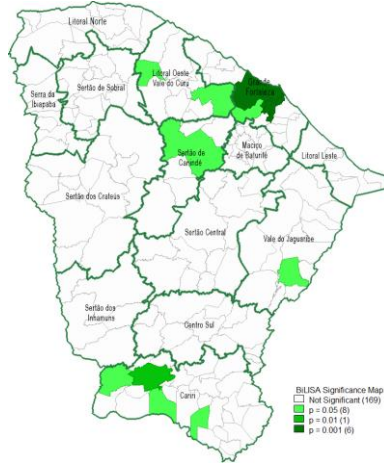 Litoral Norte
Litoral Oeste
Vale do Curu
Grande
Fortaleza
Serra da
Ibiapaba
Sertão de Sobral
Sertão de
Canindé
Maciço
de Baturité
Litoral Leste
Sertão dos Crateús
Sertão Central
Vale do Jaguaribe
Sertão dos
Inhamuns
Centro Sul
Cariri
BiLISA Significance Map
Not Significant (169)
p = 0.05 (8)
p = 0.01 (1)
p = 0.001 (6)